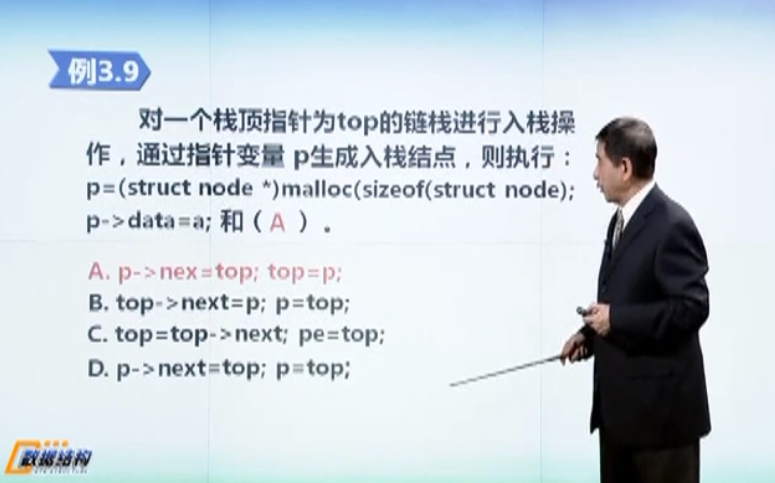 例3.9
对一个栈顶指针为top的链栈进行入栈操
作，通过指针变量 p生成入栈结点，则执行：
p=(struct node *)malloc(sizeof(struct node);
p->data=a; 和（ A ）。
A. p->nex=top; top=p;
B. top->next=p; p=top;
C. top=top->next; pe=top;
D. p->next=top; p=top;
数据结构